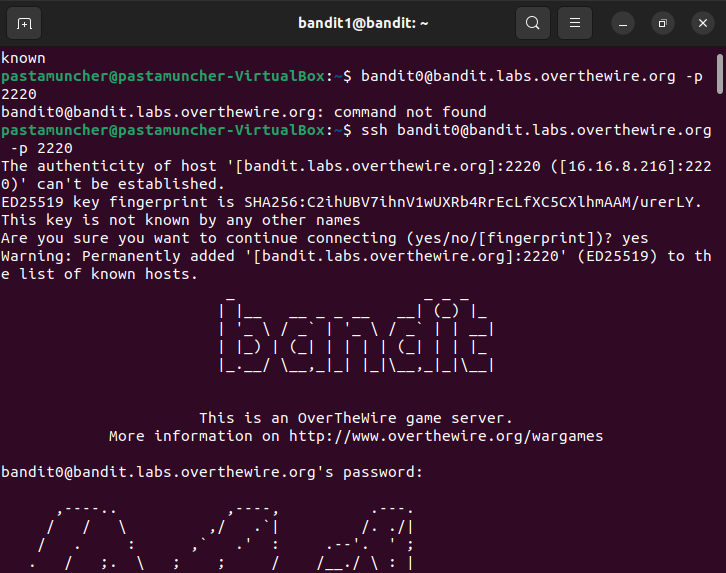 bandit1@bandit: ~
known
pastamuncher@pastamuncher-VirtualBox:~$ bandit0@bandit.labs.overthewire.org -p
2220
bandit0@bandit.labs.overthewire.org: command not found
pastamuncher@pastamuncher-VirtualBox:~$ ssh bandit0@bandit.labs.overthewire.org
-p 2220
The authenticity of host '[bandit.labs.overthewire.org]:2220 ([16.16.8.216]:222
0)' can't be established.
ED25519 key fingerprint is SHA256:C2ihUBV7ihnV1wUXRb4RrEcLfXC5CXlhmAAM/urerLY.
This key is not known by any other names
Are you sure you want to continue connecting (yes/no/[fingerprint])? yes
Warning: Permanently added '[bandit.labs.overthewire.org]:2220' (ED25519) to th
e list of known hosts.
bandit
This is an OverTheWire game server.
More information on http://www.overthewire.org/wargames
bandit0@bandit.labs.overthewire.org's password: